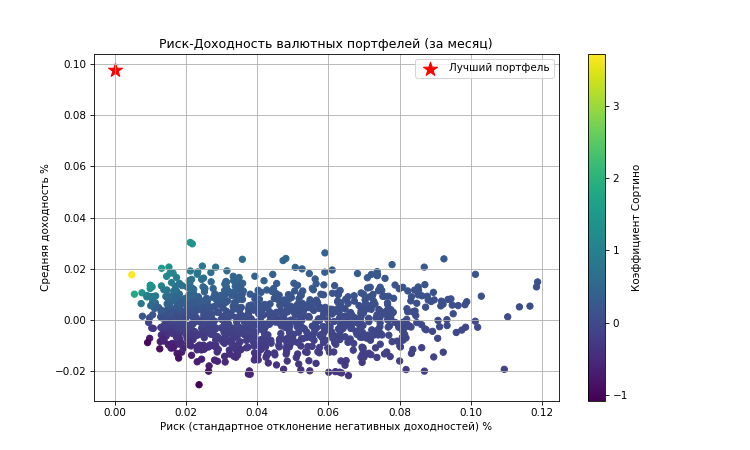 Риск-Доходность валютных портфелей (за месяц)
Лучший портфель
Средняя доходность %
0.10
0.08
0.06
0.04
0.02
0.00
−0.02
0.00 0.02 0.04 0.06 0.08 0.10 0.12
Риск (стандартное отклонение негативных доходностей) %
3
2
1
0
−1
Коэффициент Сортино